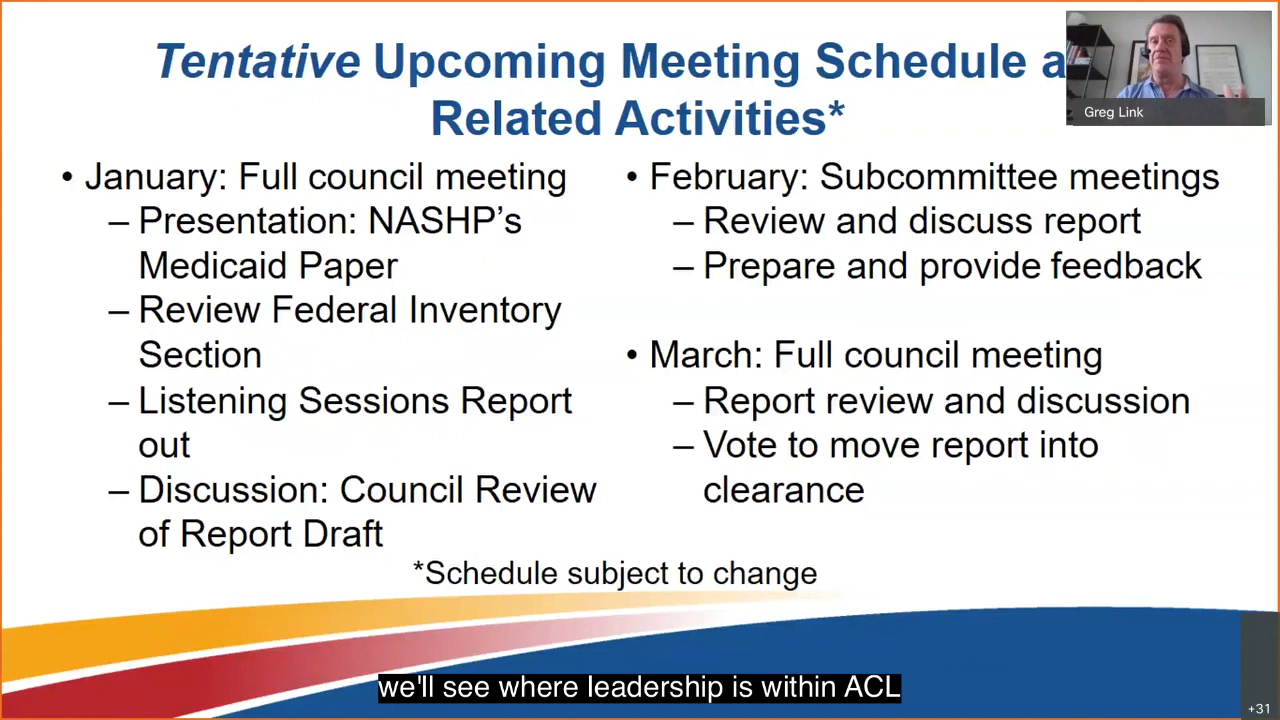 Tentative Upcoming Meeting Schedule a
Related Activities*
Greg Link
• January: Full council meeting
– Presentation: NASHP’s
Medicaid Paper
– Review Federal Inventory
Section
– Listening Sessions Report
out
– Discussion: Council Review
of Report Draft
• February: Subcommittee meetings
– Review and discuss report
– Prepare and provide feedback
• March: Full council meeting
– Report review and discussion
– Vote to move report into
clearance
*Schedule subject to change
we'll see where leadership is within ACL
+31